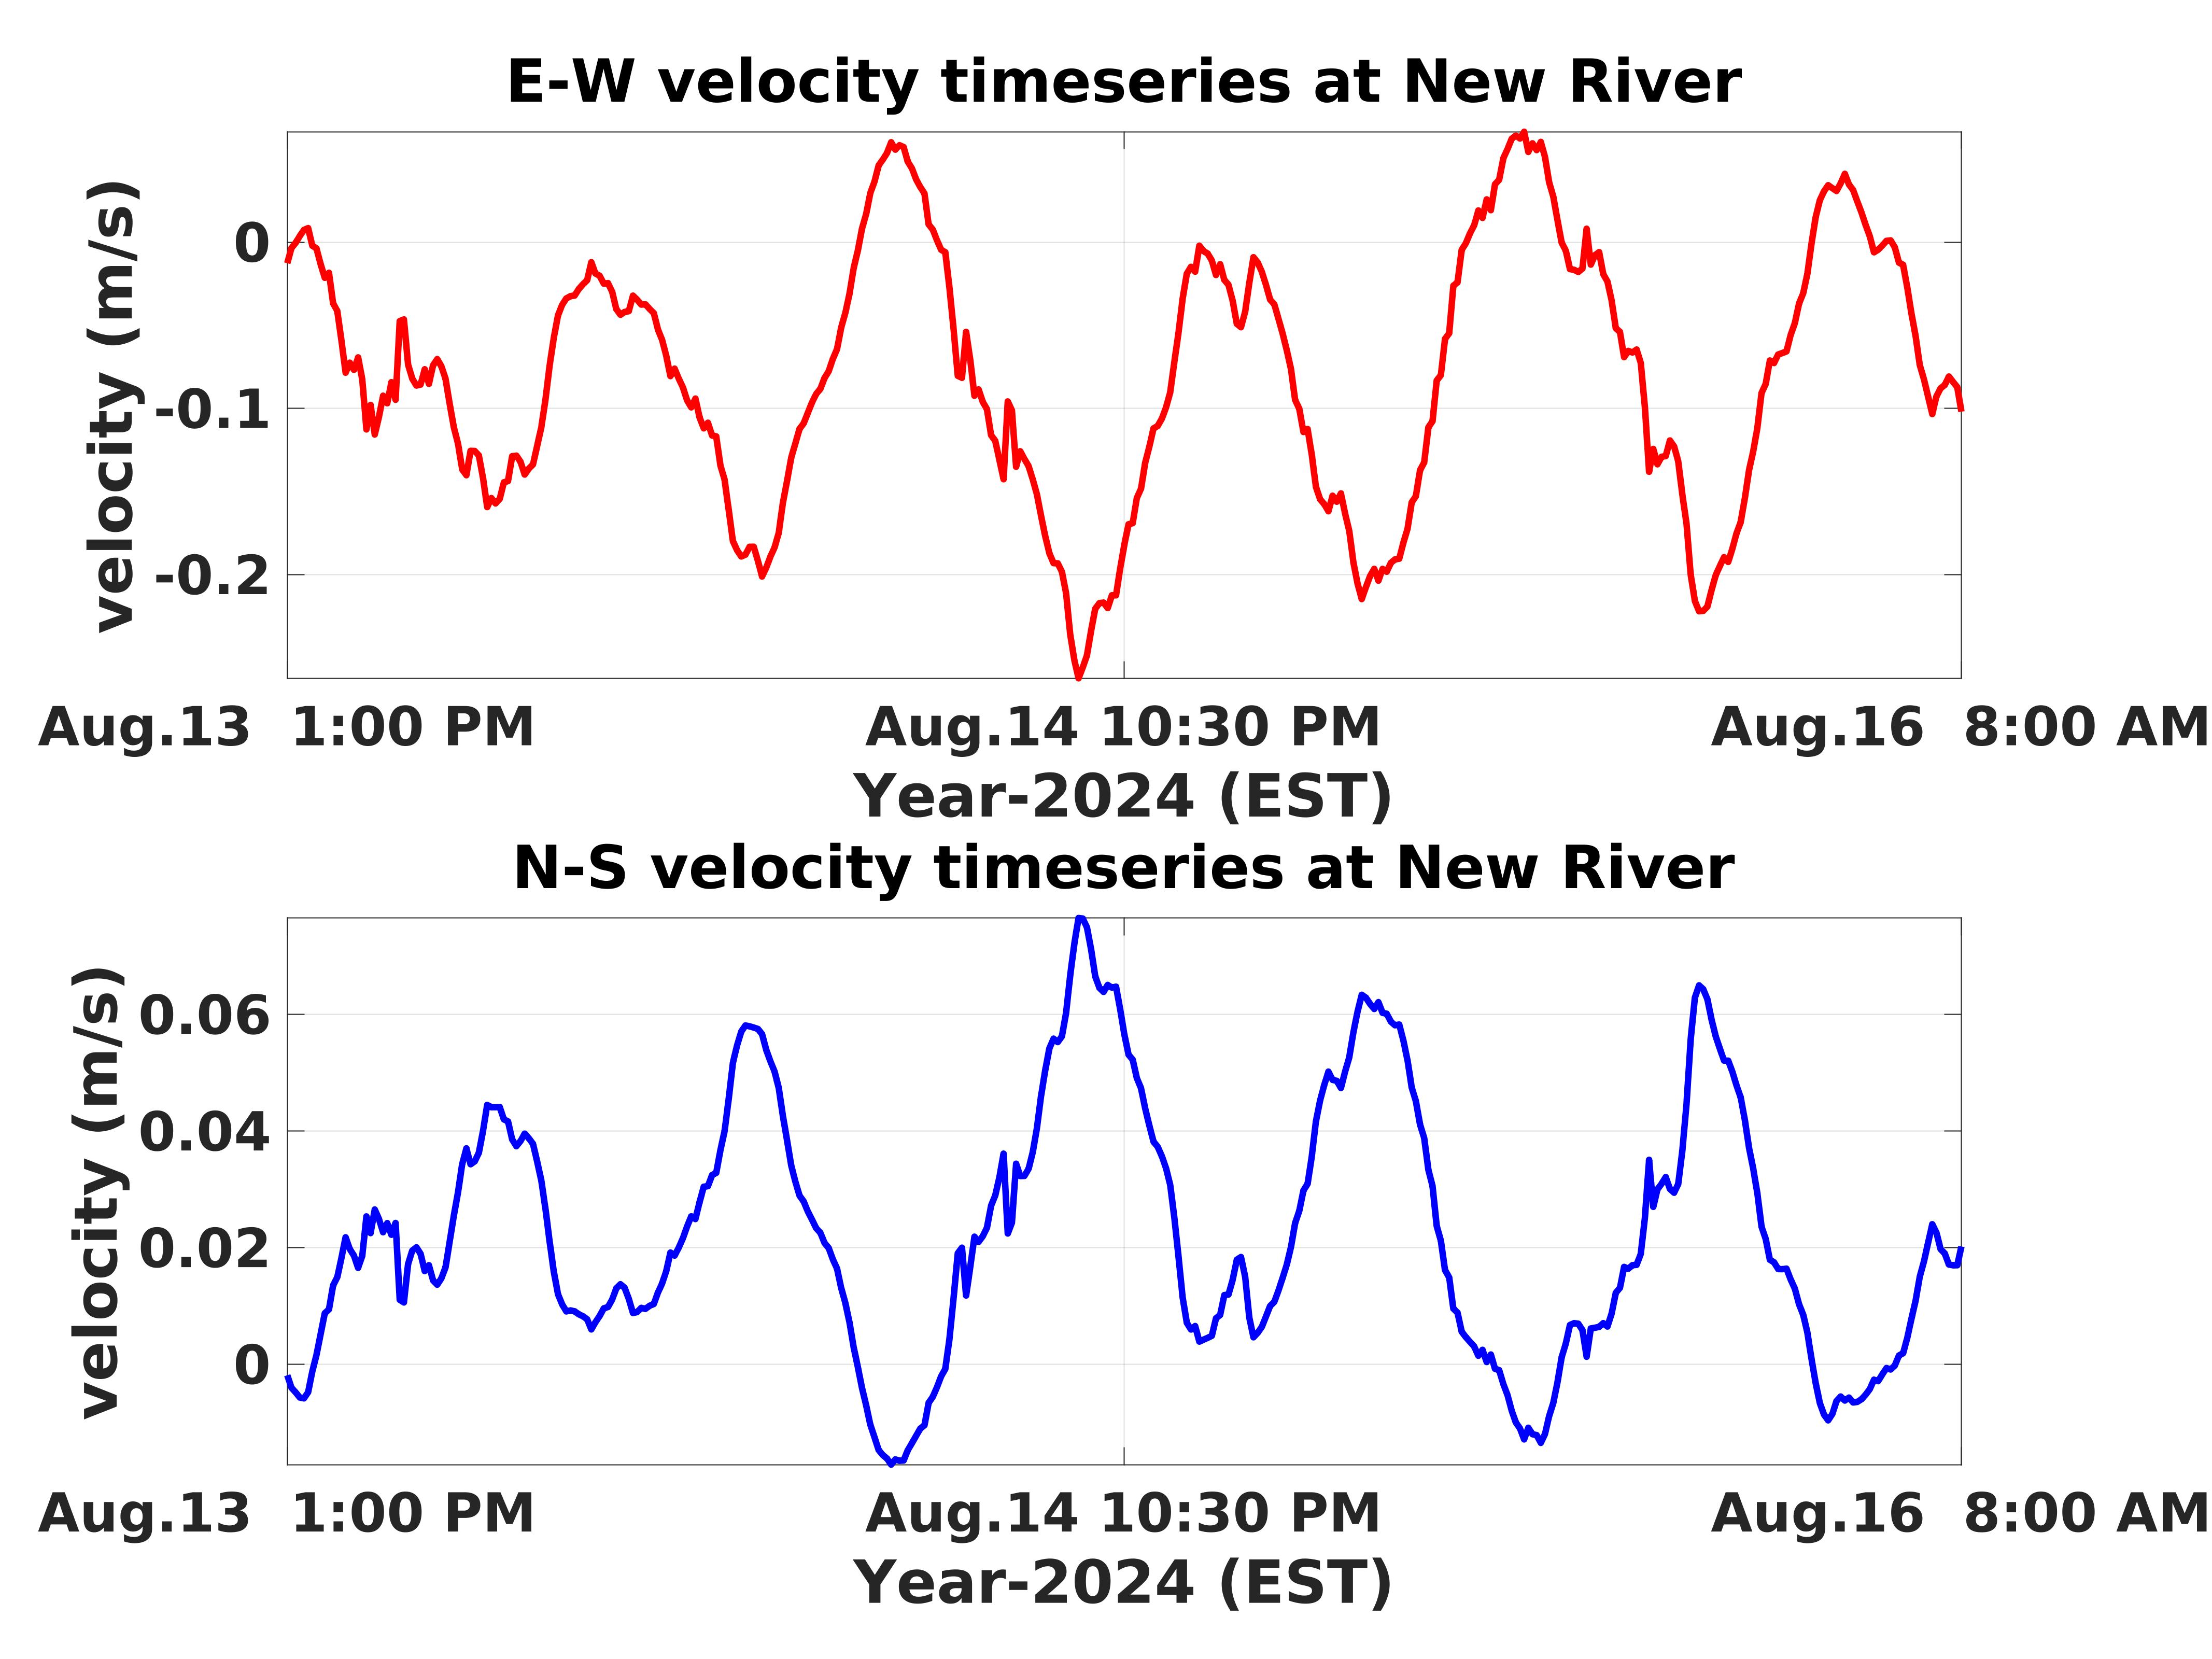 E-W velocity timeseries at New River
velocity (m/s)
0
-0.1
-0.2
Aug.13  1:00 PM Aug.14 10:30 PM Aug.16  8:00 AM
Year-2024 (EST)
N-S velocity timeseries at New River
velocity (m/s)
0.06
0.04
0.02
0
Aug.13  1:00 PM Aug.14 10:30 PM Aug.16  8:00 AM
Year-2024 (EST)